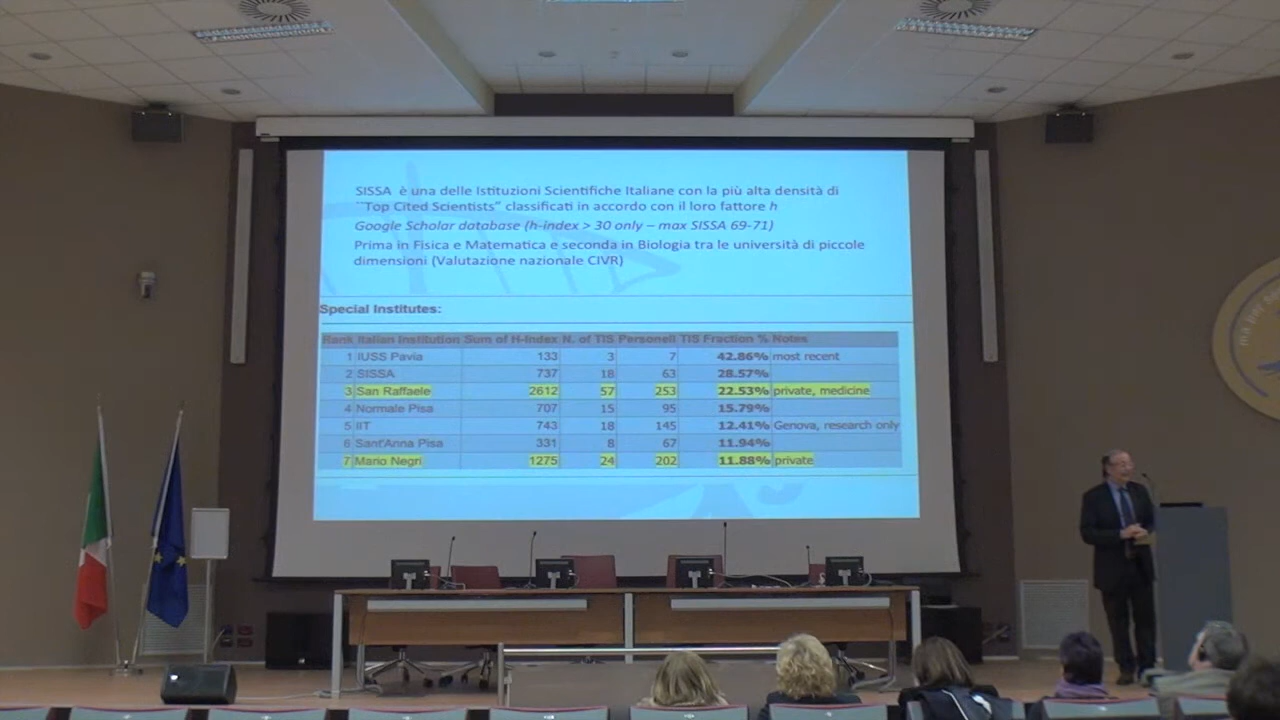 SISSA è una delle Istituzioni Scientifiche Italiane con la più alta densità di
``Top Cited Scientists” classificati in accordo con il loro fattore h
Google Scholar database (h-index > 30 only – max SISSA 69-71)
Prima in Fisica e Matematica e seconda in Biologia tra le università di piccole
dimensioni (Valutazione nazionale CIVR)
Special Institutes:
Rank Italian Institution Sum of H-Index N. of TIS Personell TIS Fraction % Notes
1 IUSS Pavia 133 3 7 42.86% most recent
2 SISSA 737 18 63 28.57%
3 San Raffaele 2612 57 253 22.53% private, medicine
4 Normale Pisa 707 15 95 15.79%
5 IIT 743 18 145 12.41% Genova, research only
6 Sant'Anna Pisa 331 8 67 11.94%
7 Mario Negri 1275 24 202 11.88% private